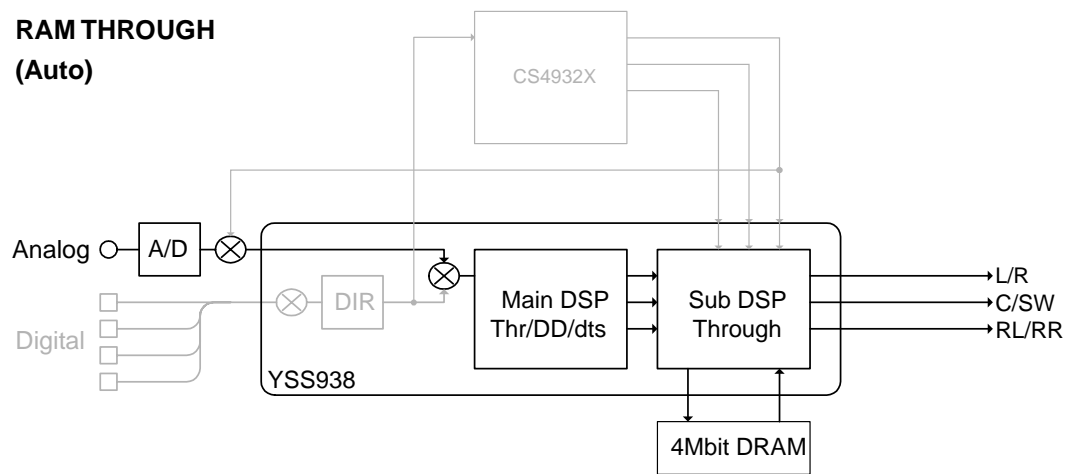 RAM THROUGH
(Auto)
CS4932X
Analog
A/D
Digital
DIR
Main DSP
Thr/DD/dts
Sub DSP
Through
L/R
C/SW
RL/RR
YSS938
4Mbit DRAM